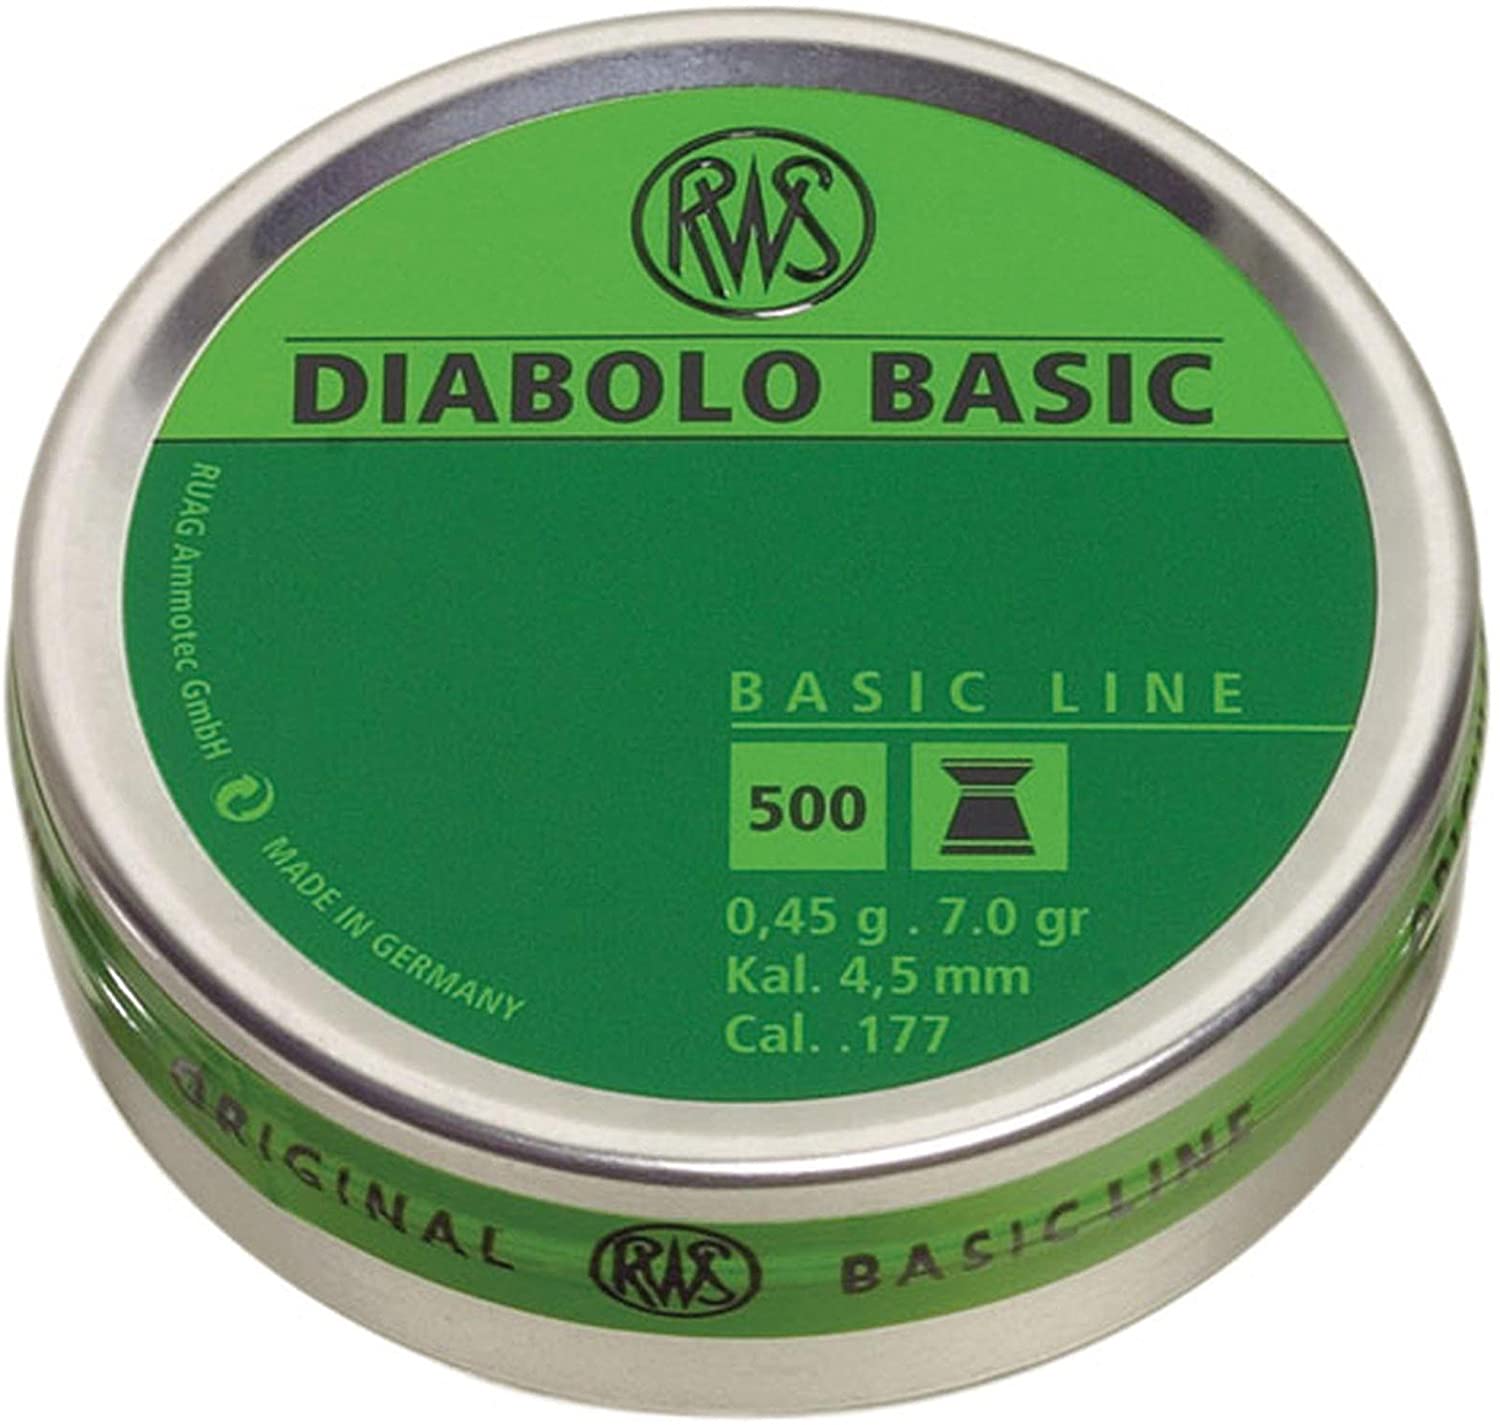 RWS
DIABOLO BASIC
RUAG Ammotec GmbH
MADE IN GERMANY
BASIC LINE
500
0,45 g . 7.0 gr
Kal. 4,5 mm
Cal. .177
ORIGINAL RWS BASIC LINE